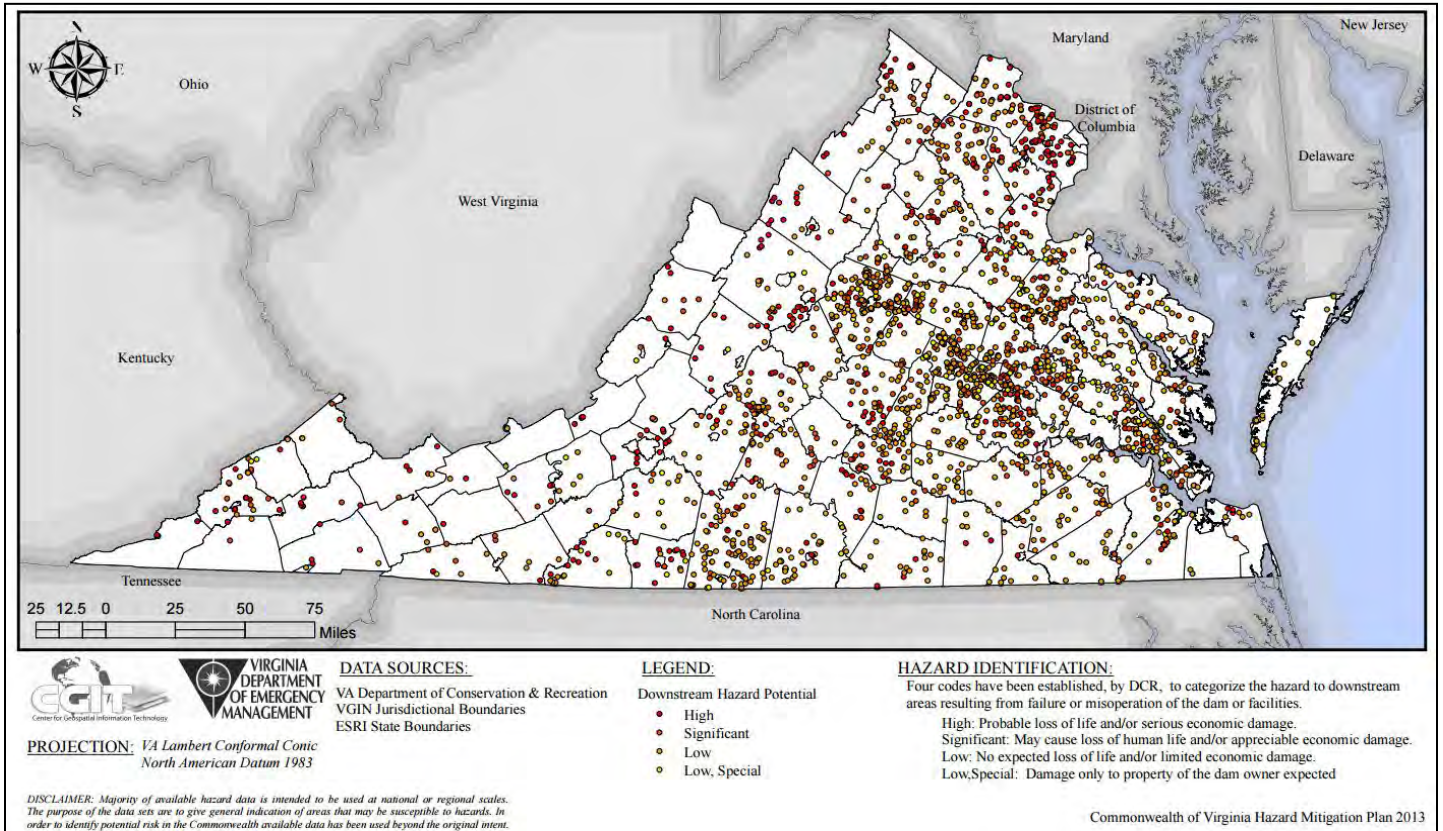 New Jersey
Maryland
N
W E
S
Ohio
District of
Columbia
Delaware
West Virginia
Kentucky
Tennessee
North Carolina
25 12.5 0 25 50 75
Miles
CGIT
Center for Geospatial Information Technology
VIRGINIA
DEPARTMENT
OF EMERGENCY
MANAGEMENT
PROJECTION: VA Lambert Conformal Conic
North American Datum 1983
DATA SOURCES:
VA Department of Conservation & Recreation
VGIN Jurisdictional Boundaries
ESRI State Boundaries
LEGEND:
Downstream Hazard Potential
High
Significant
Low
Low, Special
HAZARD IDENTIFICATION:
Four codes have been established, by DCR, to categorize the hazard to downstream
areas resulting from failure or misoperation of the dam or facilities.
High: Probable loss of life and/or serious economic damage.
Significant: May cause loss of human life and/or appreciable economic damage.
Low: No expected loss of life and/or limited economic damage.
Low,Special: Damage only to property of the dam owner expected
DISCLAIMER: Majority of available hazard data is intended to be used at national or regional scales.
The purpose of the data sets are to give general indication of areas that may be susceptible to hazards. In
order to identify potential risk in the Commonwealth available data has been used beyond the original intent.
Commonwealth of Virginia Hazard Mitigation Plan 2013